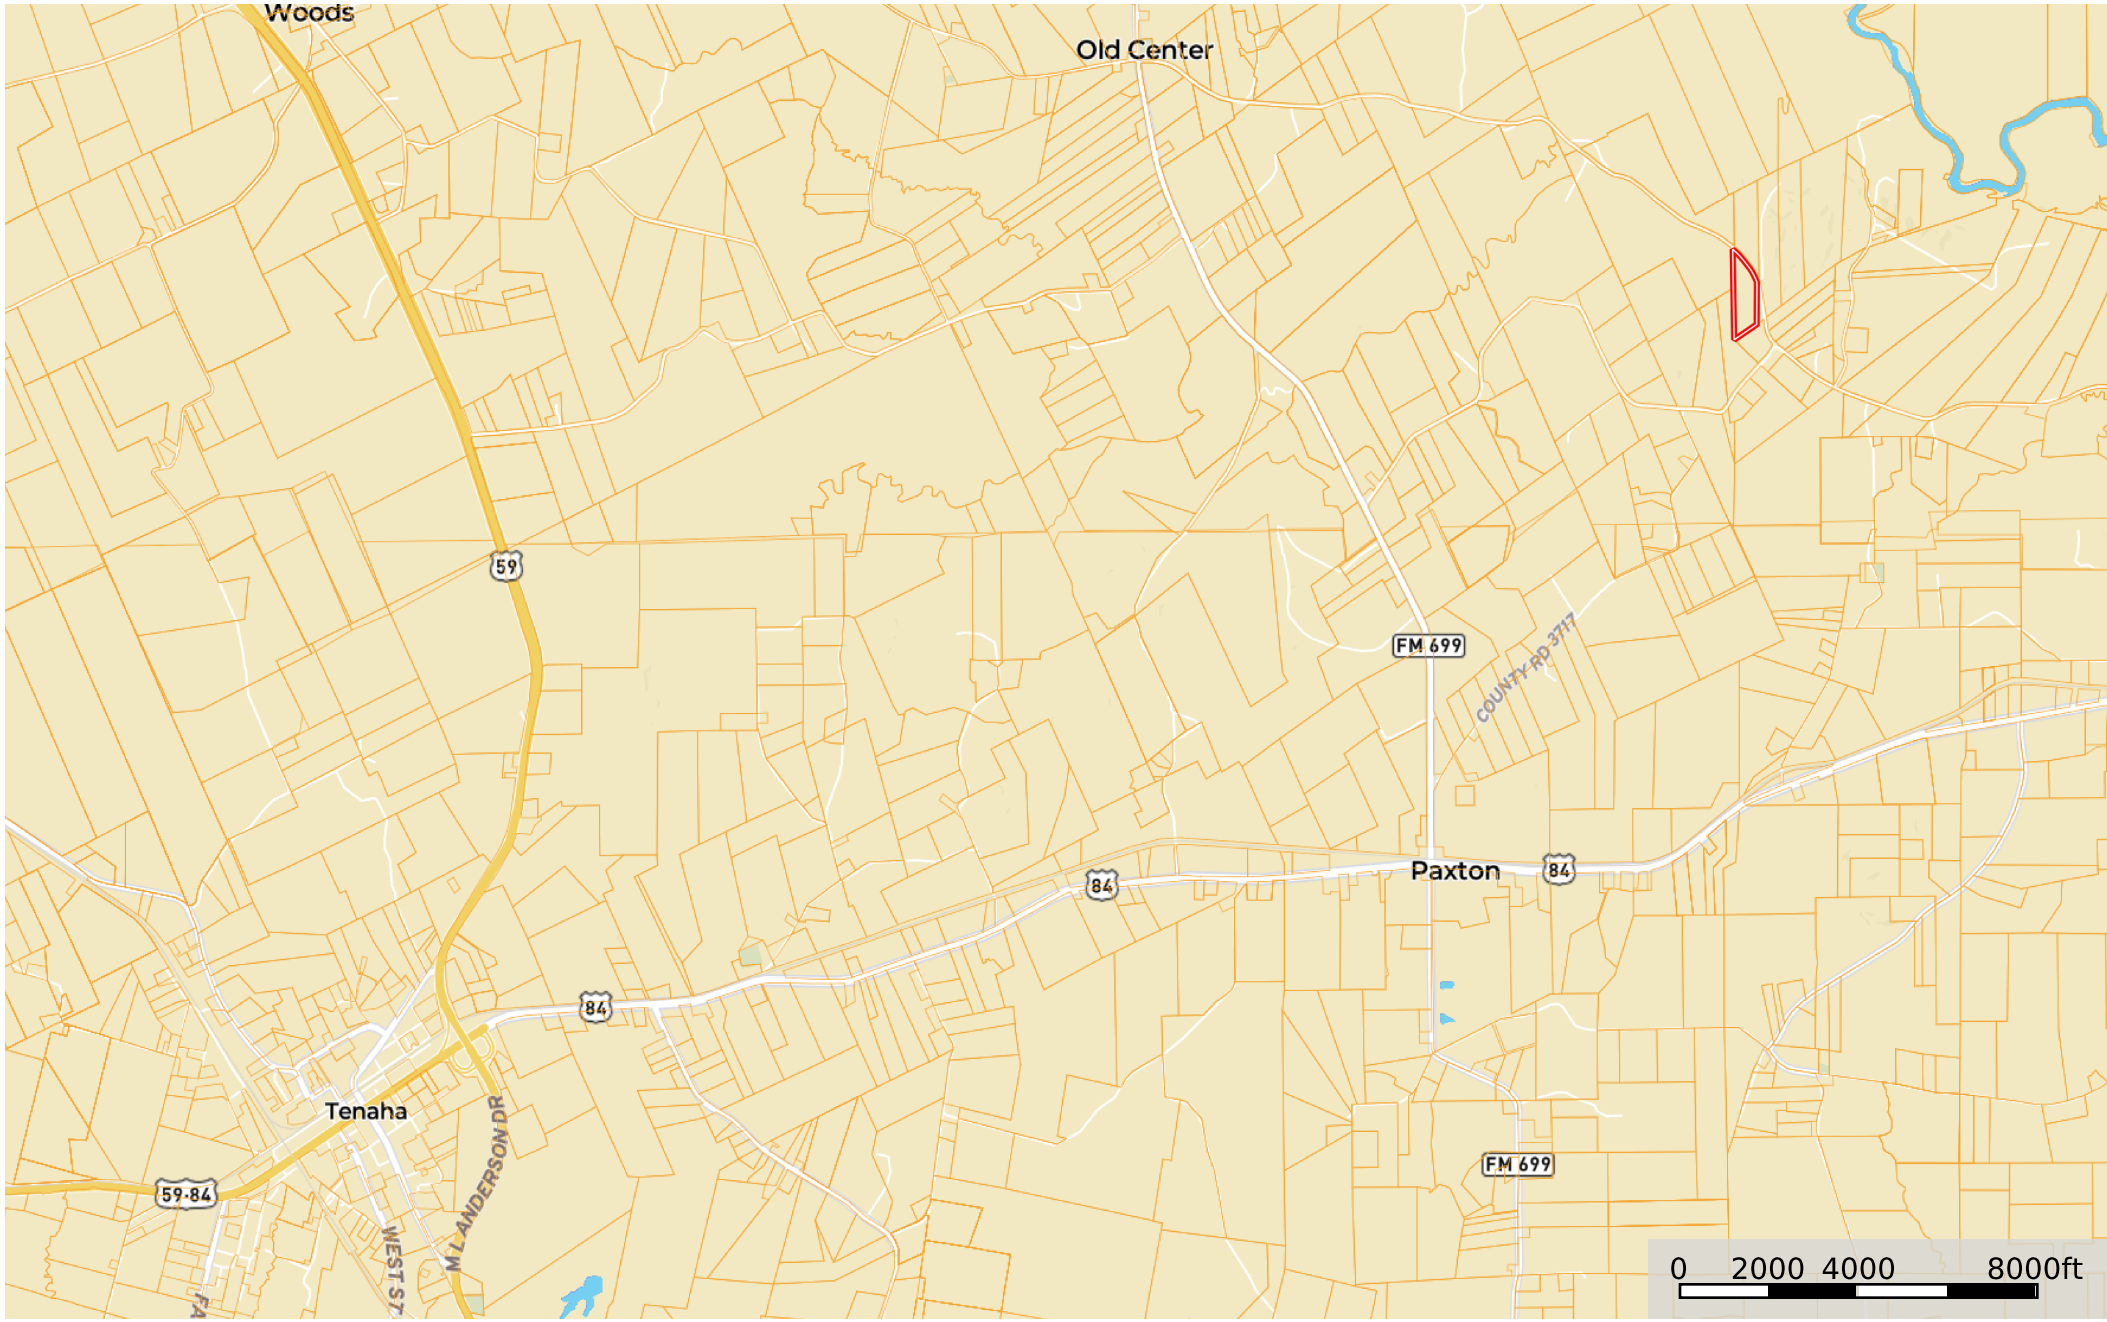 Woods
Old Center
59
FM 699
COUNTY RD 3717
84
Paxton
84
84
Tenaha
M L ANDERSON DR
FM 699
59-84
WEST ST
FA
0 2000 4000 8000ft